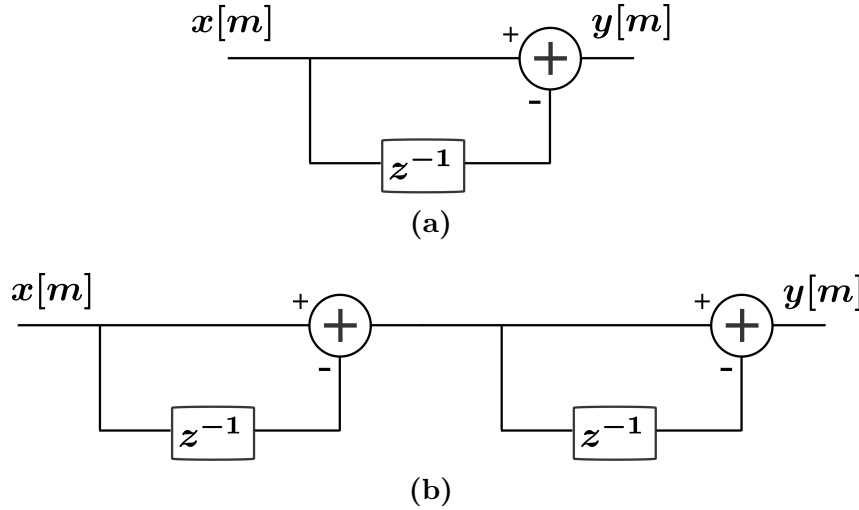 x[m] + y[m]
+
-
z^{-1}
(a)
x[m] + + y[m]
+ +
- -
z^{-1} z^{-1}
(b)